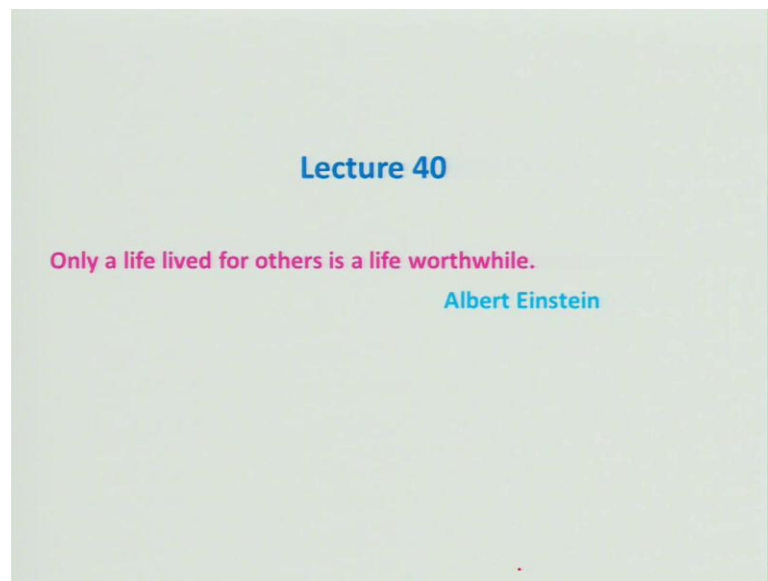 Lecture 40
Only a life lived for others is a life worthwhile.
Albert Einstein